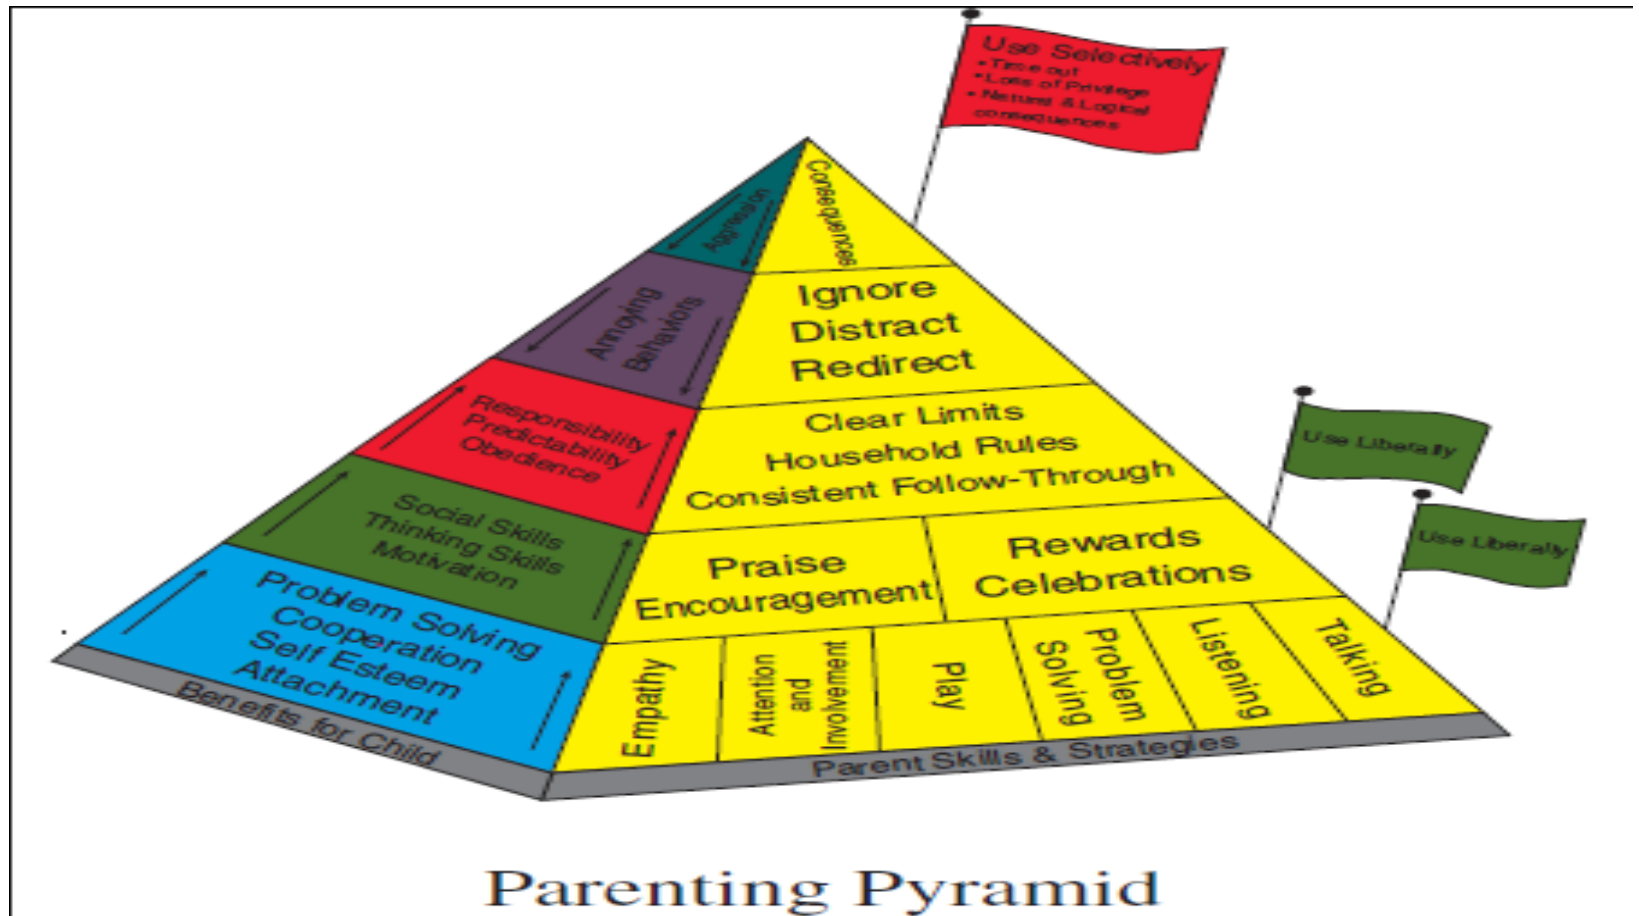 Use Selectively
• Time out
• Loss of Privilege
• Natural & Logical
consequences
Consequences
Aggression
Ignore
Distract
Redirect
Annoying
Behaviors
Clear Limits
Household Rules
Consistent Follow-Through
Responsibility
Predictability
Obedience
Use Liberally
Use Liberally
Praise
Encouragement
Rewards
Celebrations
Social Skills
Thinking Skills
Motivation
Problem Solving
Cooperation
Self Esteem
Attachment
Empathy
Attention
and
Involvement
Play
Problem
Solving
Listening
Talking
Benefits for Child
Parent Skills & Strategies
Parenting Pyramid